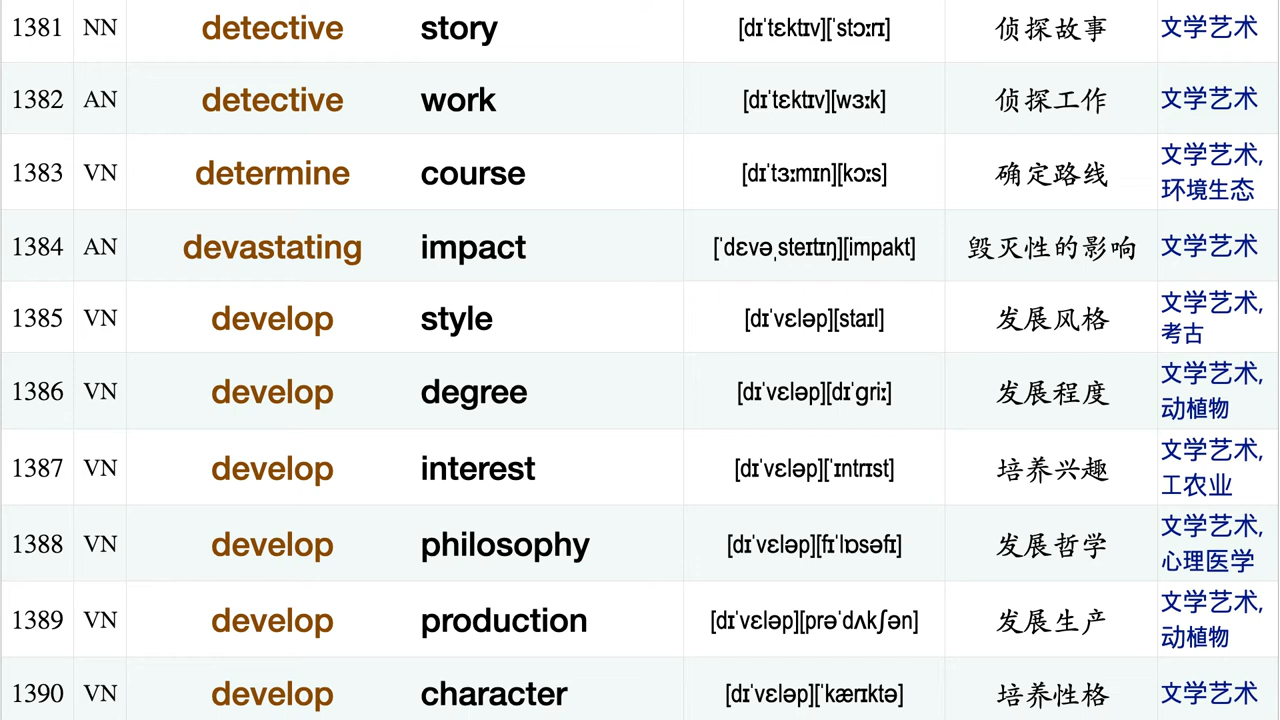 1381 NN detective story [dɪˈtɛktɪv][ˈstɔːrɪ] 侦探故事 文学艺术
1382 AN detective work [dɪˈtɛktɪv][wɜːk] 侦探工作 文学艺术
1383 VN determine course [dɪˈtɜːmɪn][kɔːs] 确定路线 文学艺术,
环境生态
1384 AN devastating impact [ˈdɛvəˌsteɪtɪŋ][impakt] 毁灭性的影响 文学艺术
1385 VN develop style [dɪˈvɛləp][staɪl] 发展风格 文学艺术,
考古
1386 VN develop degree [dɪˈvɛləp][dɪˈɡriː] 发展程度 文学艺术,
动植物
1387 VN develop interest [dɪˈvɛləp][ˈɪntrɪst] 培养兴趣 文学艺术,
工农业
1388 VN develop philosophy [dɪˈvɛləp][fɪˈlɒsəfɪ] 发展哲学 文学艺术,
心理医学
1389 VN develop production [dɪˈvɛləp][prəˈdʌkʃən] 发展生产 文学艺术,
动植物
1390 VN develop character [dɪˈvɛləp][ˈkærɪktə] 培养性格 文学艺术